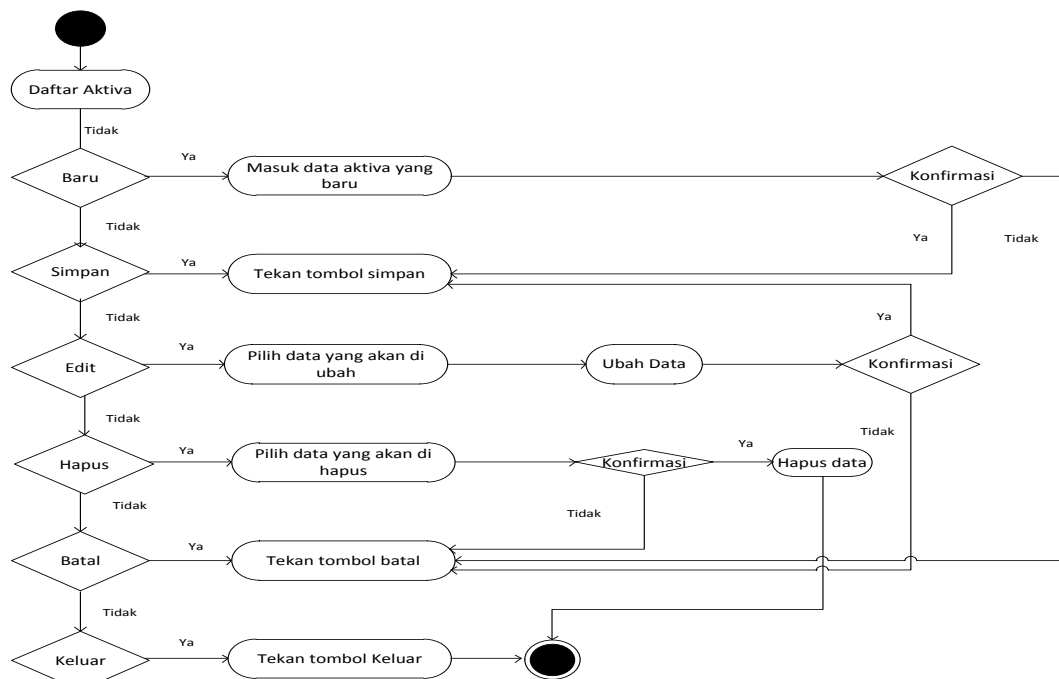 Daftar Aktiva
Tidak
Baru
Ya
Masuk data aktiva yang
baru
Konfirmasi
Tidak
Ya
Tidak
Simpan
Ya
Tekan tombol simpan
Tidak
Ya
Edit
Ya
Pilih data yang akan di
ubah
Ubah Data
Konfirmasi
Tidak
Tidak
Hapus
Ya
Pilih data yang akan di
hapus
Konfirmasi
Ya
Hapus data
Tidak
Tidak
Batal
Ya
Tekan tombol batal
Tidak
Keluar
Ya
Tekan tombol Keluar